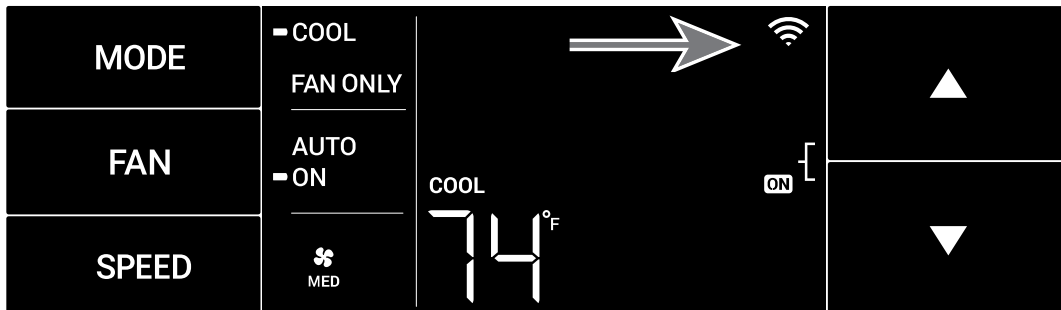 MODE
FAN
SPEED
COOL
FAN ONLY
AUTO
ON
MED
COOL
74°F
ON